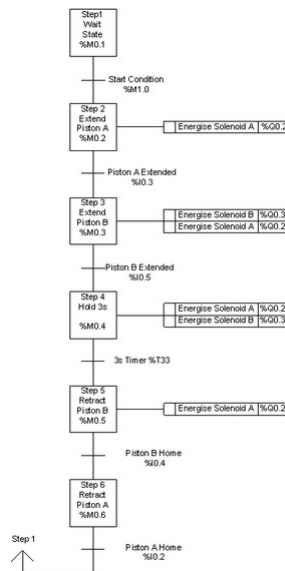 Step1
Wait
State
%M0.1
Start Condition
%M1.0
Step 2
Extend
Piston A
%M0.2
Energise Solenoid A %Q0.2
Piston A Extended
%I0.3
Step 3
Extend
Piston B
%M0.3
Energise Solenoid B %Q0.3
Energise Solenoid A %Q0.2
Piston B Extended
%I0.5
Step 4
Hold 3s
%M0.4
Energise Solenoid A %Q0.2
Energise Solenoid B %Q0.3
3s Timer %T33
Step 5
Retract
Piston B
%M0.5
Energise Solenoid A %Q0.2
Piston B Home
%I0.4
Step 6
Retract
Piston A
%M0.6
Step 1
Piston A Home
%I0.2